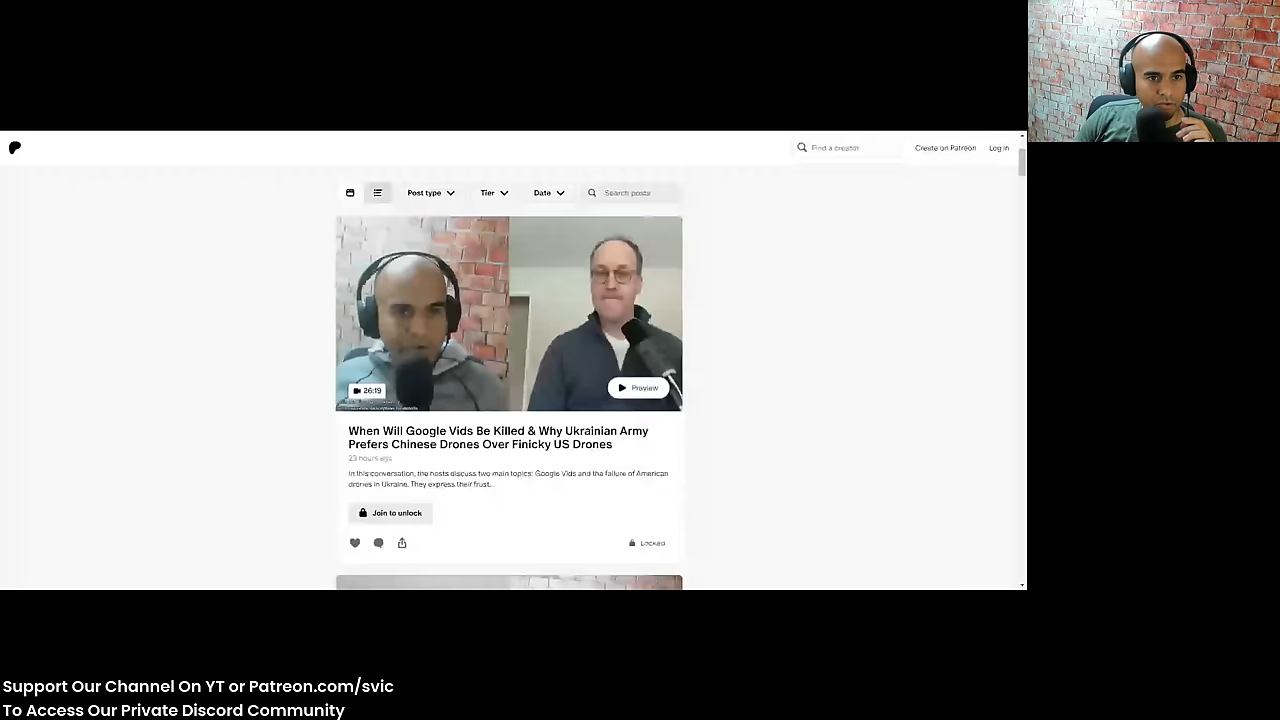 Find a creator
Create on Patreon
Log in
Post type
Tier
Date
Search posts
26:19
Preview
When Will Google Vids Be Killed & Why Ukrainian Army
Prefers Chinese Drones Over Finicky US Drones
23 hours ago
In this conversation, the hosts discuss two main topics: Google Vids and the failure of American
drones in Ukraine. They express their frust...
Join to unlock
Locked
Support Our Channel On YT or Patreon.com/svic
To Access Our Private Discord Community